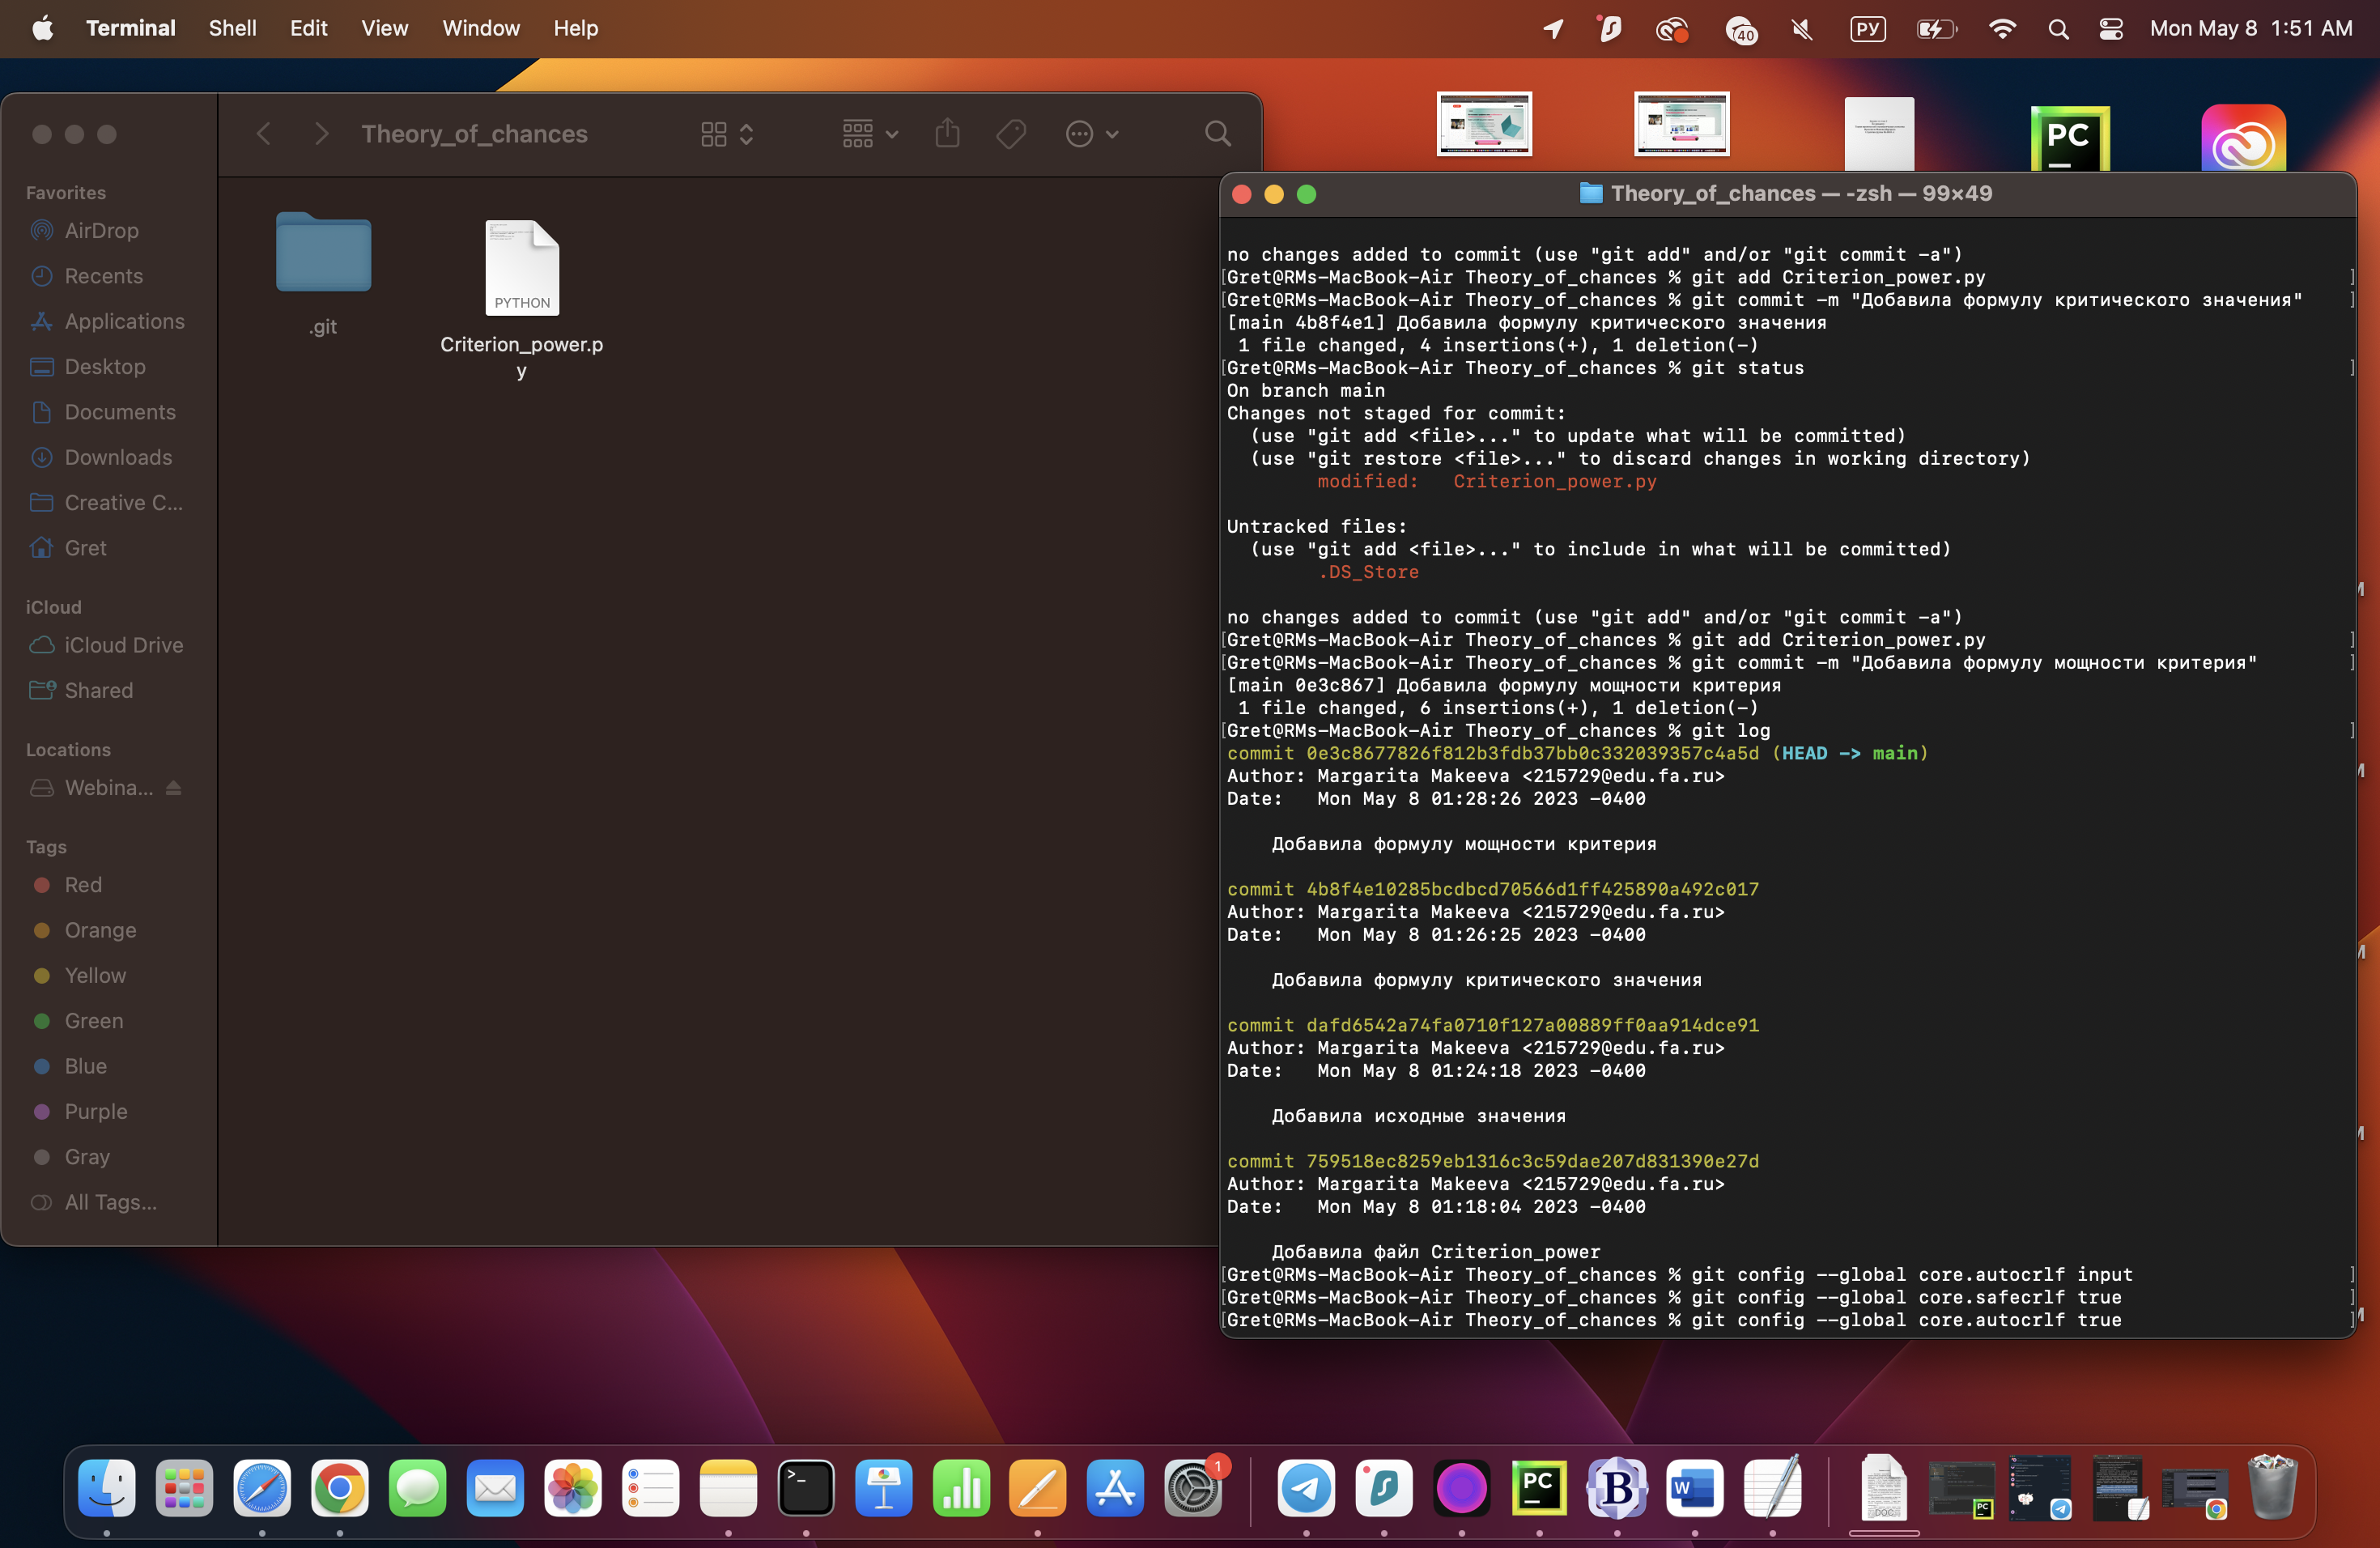 Terminal Shell Edit View Window Help
40 РУ Mon May 8 1:51 AM
Theory_of_chances
Favorites
AirDrop
Recents
Applications
Desktop
Documents
Downloads
Creative C...
Gret
iCloud
iCloud Drive
Shared
Locations
Webina...
Tags
Red
Orange
Yellow
Green
Blue
Purple
Gray
All Tags...
.git
PYTHON
Criterion_power.p
y
PC
Theory_of_chances — -zsh — 99×49
no changes added to commit (use "git add" and/or "git commit -a")
[Gret@RMs-MacBook-Air Theory_of_chances % git add Criterion_power.py ]
[Gret@RMs-MacBook-Air Theory_of_chances % git commit -m "Добавила формулу критического значения" ]
[main 4b8f4e1] Добавила формулу критического значения
1 file changed, 4 insertions(+), 1 deletion(-)
[Gret@RMs-MacBook-Air Theory_of_chances % git status ]
On branch main
Changes not staged for commit:
(use "git add <file>..." to update what will be committed)
(use "git restore <file>..." to discard changes in working directory)
modified: Criterion_power.py
Untracked files:
(use "git add <file>..." to include in what will be committed)
.DS_Store
no changes added to commit (use "git add" and/or "git commit -a")
[Gret@RMs-MacBook-Air Theory_of_chances % git add Criterion_power.py ]
[Gret@RMs-MacBook-Air Theory_of_chances % git commit -m "Добавила формулу мощности критерия" ]
[main 0e3c867] Добавила формулу мощности критерия
1 file changed, 6 insertions(+), 1 deletion(-)
[Gret@RMs-MacBook-Air Theory_of_chances % git log ]
commit 0e3c8677826f812b3fdb37bb0c332039357c4a5d (HEAD -> main)
Author: Margarita Makeeva <215729@edu.fa.ru>
Date: Mon May 8 01:28:26 2023 -0400
Добавила формулу мощности критерия
commit 4b8f4e10285bcdbcd70566d1ff425890a492c017
Author: Margarita Makeeva <215729@edu.fa.ru>
Date: Mon May 8 01:26:25 2023 -0400
Добавила формулу критического значения
commit dafd6542a74fa0710f127a00889ff0aa914dce91
Author: Margarita Makeeva <215729@edu.fa.ru>
Date: Mon May 8 01:24:18 2023 -0400
Добавила исходные значения
commit 759518ec8259eb1316c3c59dae207d831390e27d
Author: Margarita Makeeva <215729@edu.fa.ru>
Date: Mon May 8 01:18:04 2023 -0400
Добавила файл Criterion_power
[Gret@RMs-MacBook-Air Theory_of_chances % git config --global core.autocrlf input ]
[Gret@RMs-MacBook-Air Theory_of_chances % git config --global core.safecrlf true ]
[Gret@RMs-MacBook-Air Theory_of_chances % git config --global core.autocrlf true ]
1
PC
B
W
DOC
PC